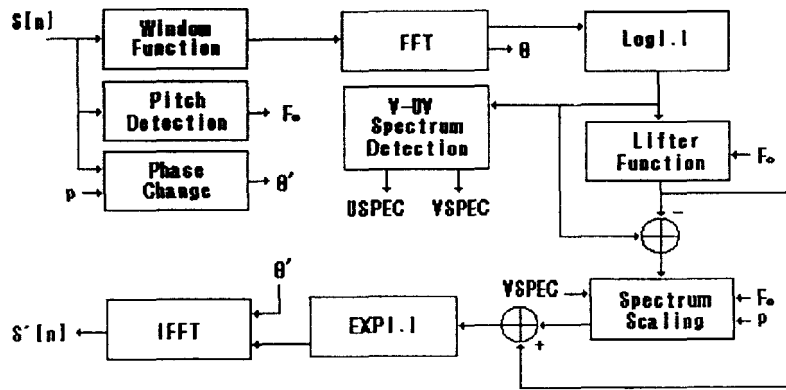 S[n]
Window
Function
FFT
θ
Log|.|
Pitch
Detection
F₀
V-UV
Spectrum
Detection
Lifter
Function
F₀
p
Phase
Change
θ'
USPEC
VSPEC
-
θ'
VSPEC
Spectrum
Scaling
F₀
p
S'[n]
IFFT
EXP|.|
+